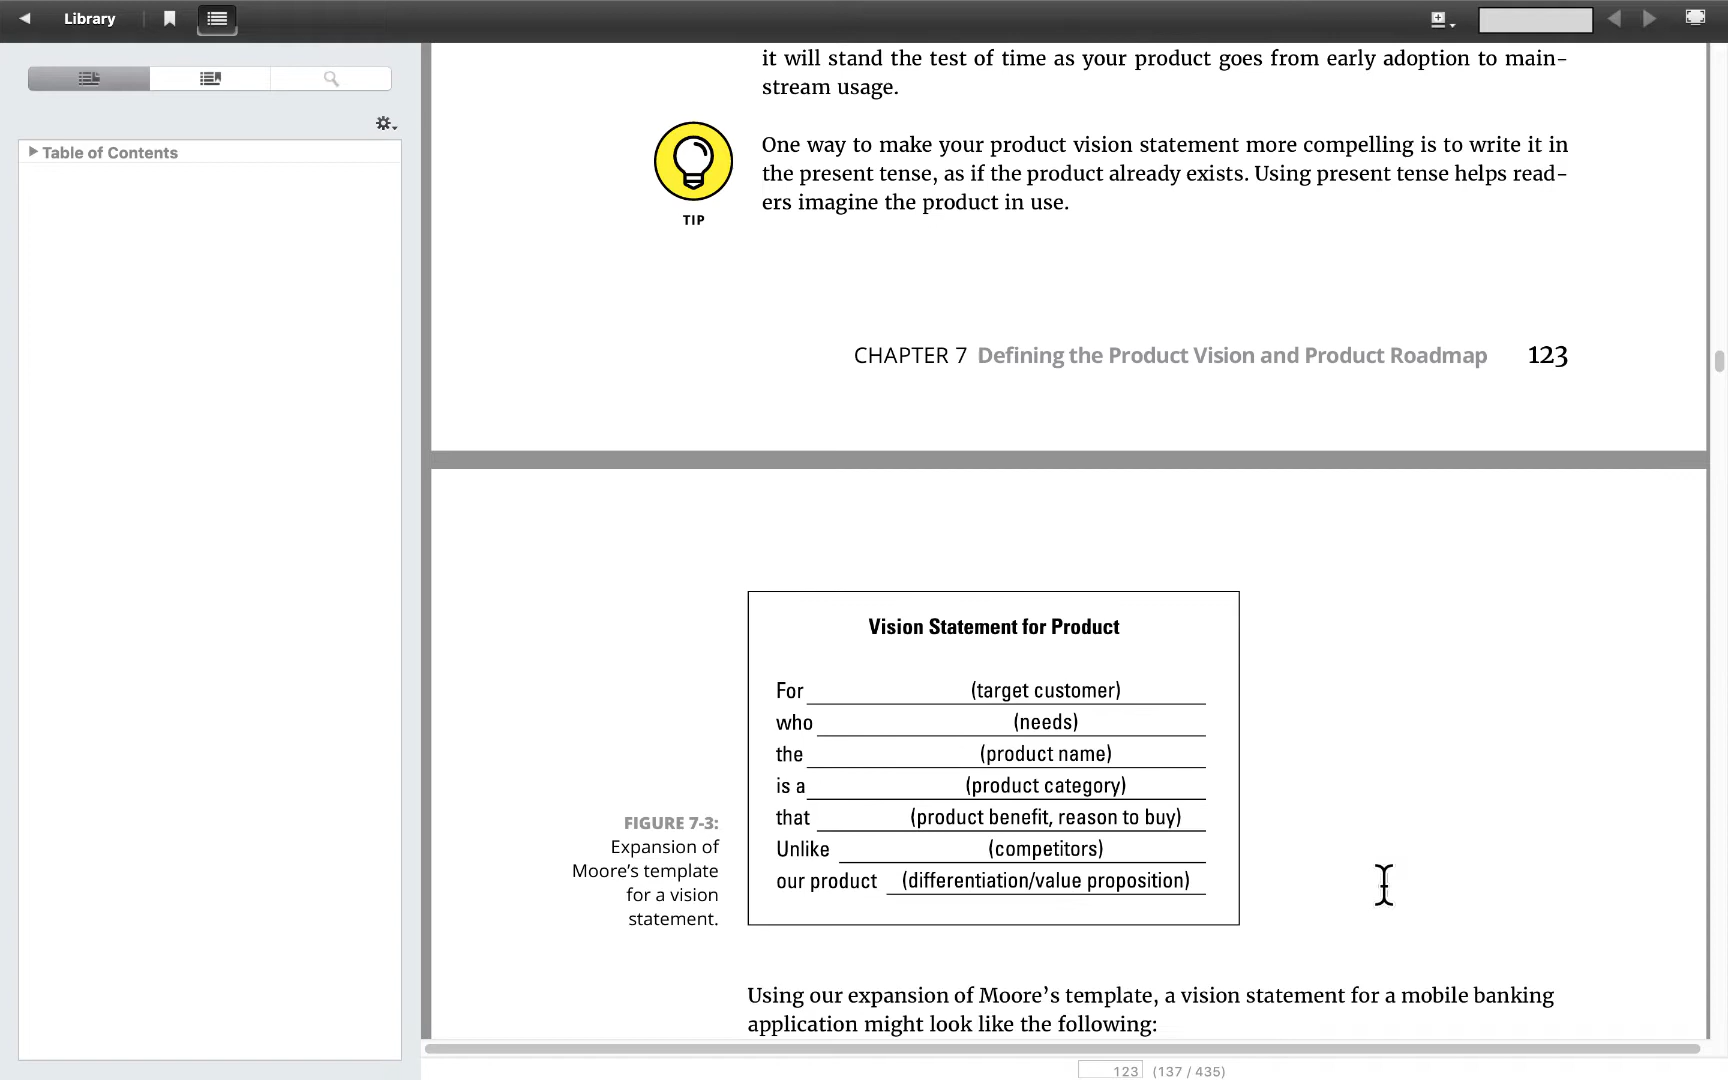 Library
Table of Contents
it will stand the test of time as your product goes from early adoption to main-
stream usage.
One way to make your product vision statement more compelling is to write it in
the present tense, as if the product already exists. Using present tense helps read-
ers imagine the product in use.
TIP
CHAPTER 7 Defining the Product Vision and Product Roadmap 123
Vision Statement for Product
For (target customer)
who (needs)
the (product name)
is a (product category)
that (product benefit, reason to buy)
Unlike (competitors)
our product (differentiation/value proposition)
FIGURE 7-3:
Expansion of
Moore's template
for a vision
statement.
Using our expansion of Moore's template, a vision statement for a mobile banking
application might look like the following:
123 (137 / 435)